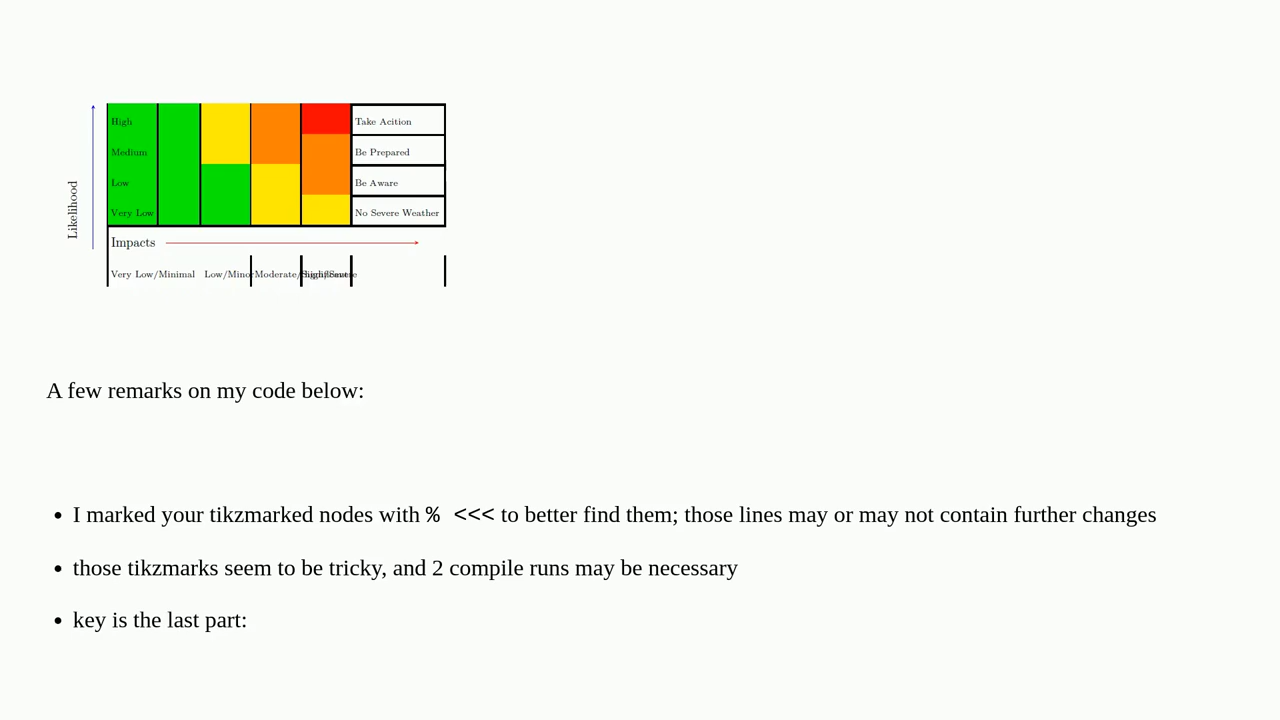 High
Take Acition
Medium
Be Prepared
Low
Be Aware
Very Low
No Severe Weather
Likelihood
Impacts
Very Low/Minimal Low/Minor Moderate/
A few remarks on my code below:
• I marked your tikzmarked nodes with % <<< to better find them; those lines may or may not contain further changes
• those tikzmarks seem to be tricky, and 2 compile runs may be necessary
• key is the last part: